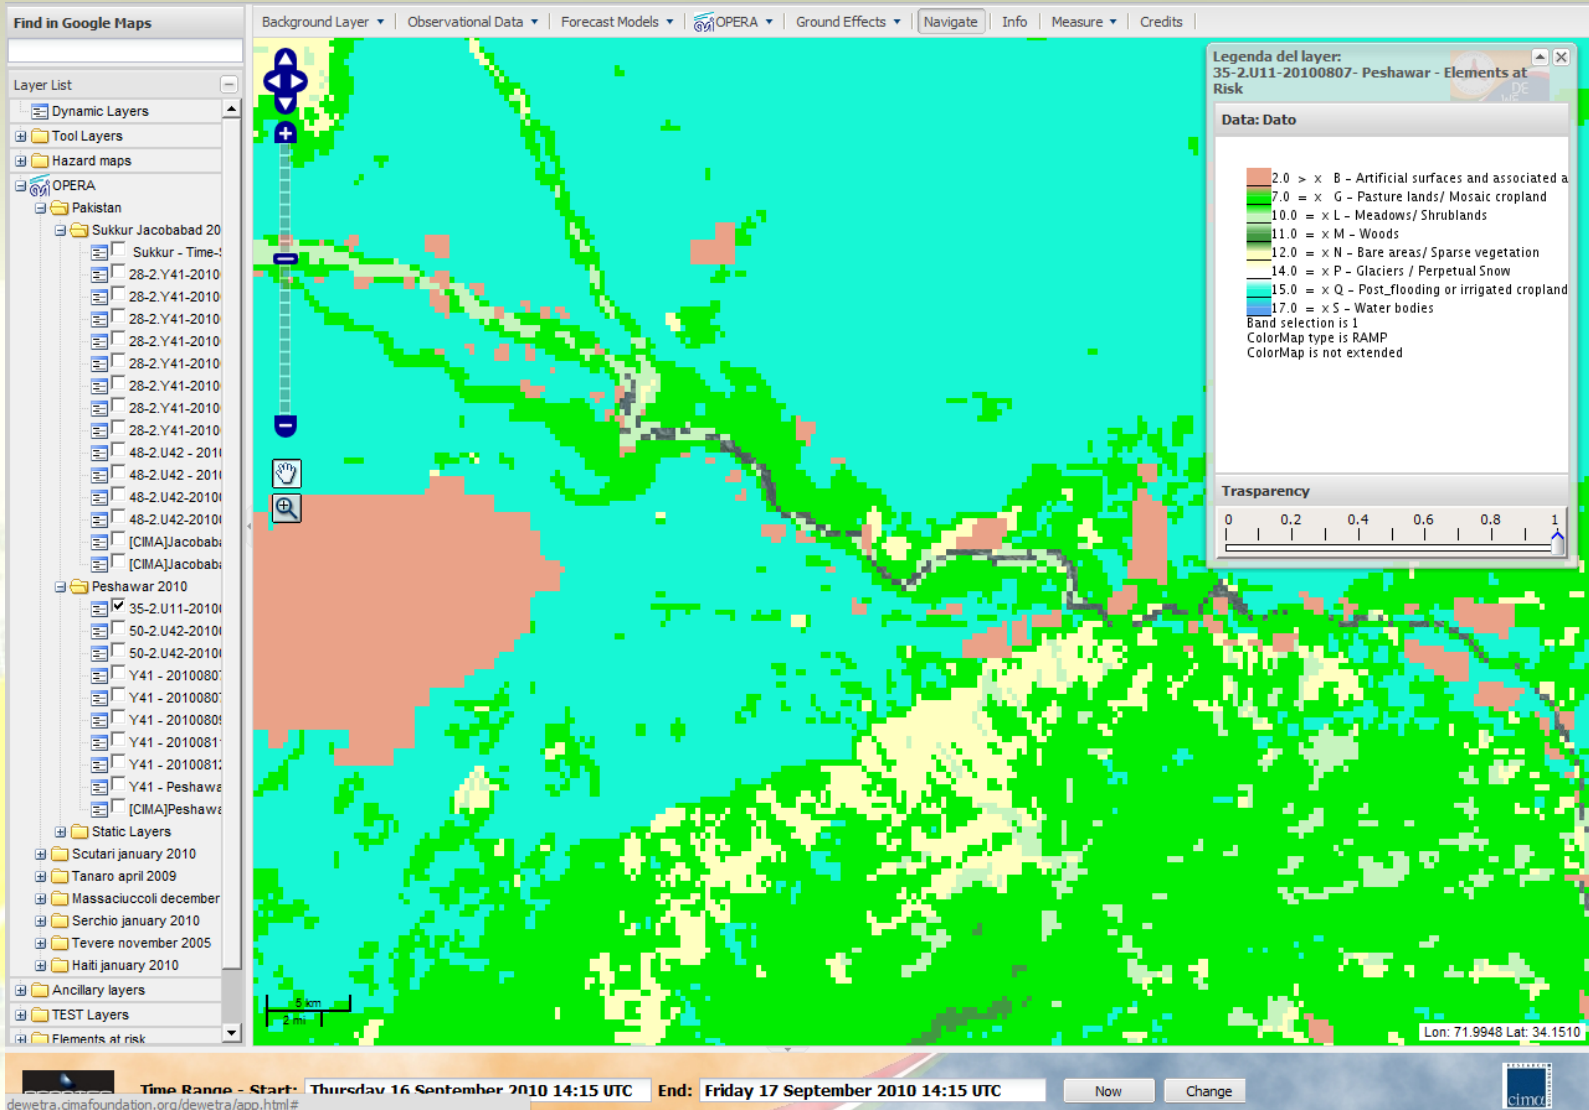 Find in Google Maps
Background Layer
Observational Data
Forecast Models
OPERA
Ground Effects
Navigate
Info
Measure
Credits
Layer List
Dynamic Layers
Tool Layers
Hazard maps
OPERA
Pakistan
Sukkur Jacobabad 20
Sukkur - Time-
28-2.Y41-2010
28-2.Y41-2010
28-2.Y41-2010
28-2.Y41-2010
28-2.Y41-2010
28-2.Y41-2010
28-2.Y41-2010
28-2.Y41-2010
48-2.U42 - 201
48-2.U42 - 201
48-2.U42-2010
48-2.U42-2010
[CIMA]Jacobab
[CIMA]Jacobab
Peshawar 2010
35-2.U11-2010
50-2.U42-2010
50-2.U42-2010
Y41 - 2010080
Y41 - 2010080
Y41 - 2010080
Y41 - 2010081
Y41 - 2010081
Y41 - Peshawa
[CIMA]Peshawa
Static Layers
Scutari january 2010
Tanaro april 2009
Massaciuccoli december
Serchio january 2010
Tevere november 2005
Haiti january 2010
Ancillary layers
TEST Layers
Elements at risk
Legenda del layer:
35-2.U11-20100807- Peshawar - Elements at
Risk
Data: Dato
2.0 > x B - Artificial surfaces and associated a
7.0 = x G - Pasture lands/ Mosaic cropland
10.0 = x L - Meadows/ Shrublands
11.0 = x M - Woods
12.0 = x N - Bare areas/ Sparse vegetation
14.0 = x P - Glaciers / Perpetual Snow
15.0 = x Q - Post_flooding or irrigated cropland
17.0 = x S - Water bodies
Band selection is 1
ColorMap type is RAMP
ColorMap is not extended
Trasparency
0 0.2 0.4 0.6 0.8 1
5 km
2 mi
Lon: 71.9948 Lat: 34.1510
Time Range - Start: Thursday 16 September 2010 14:15 UTC End: Friday 17 September 2010 14:15 UTC Now Change
dewetra.cimafoundation.org/dewetra/app.html#
RESEARCH
cima